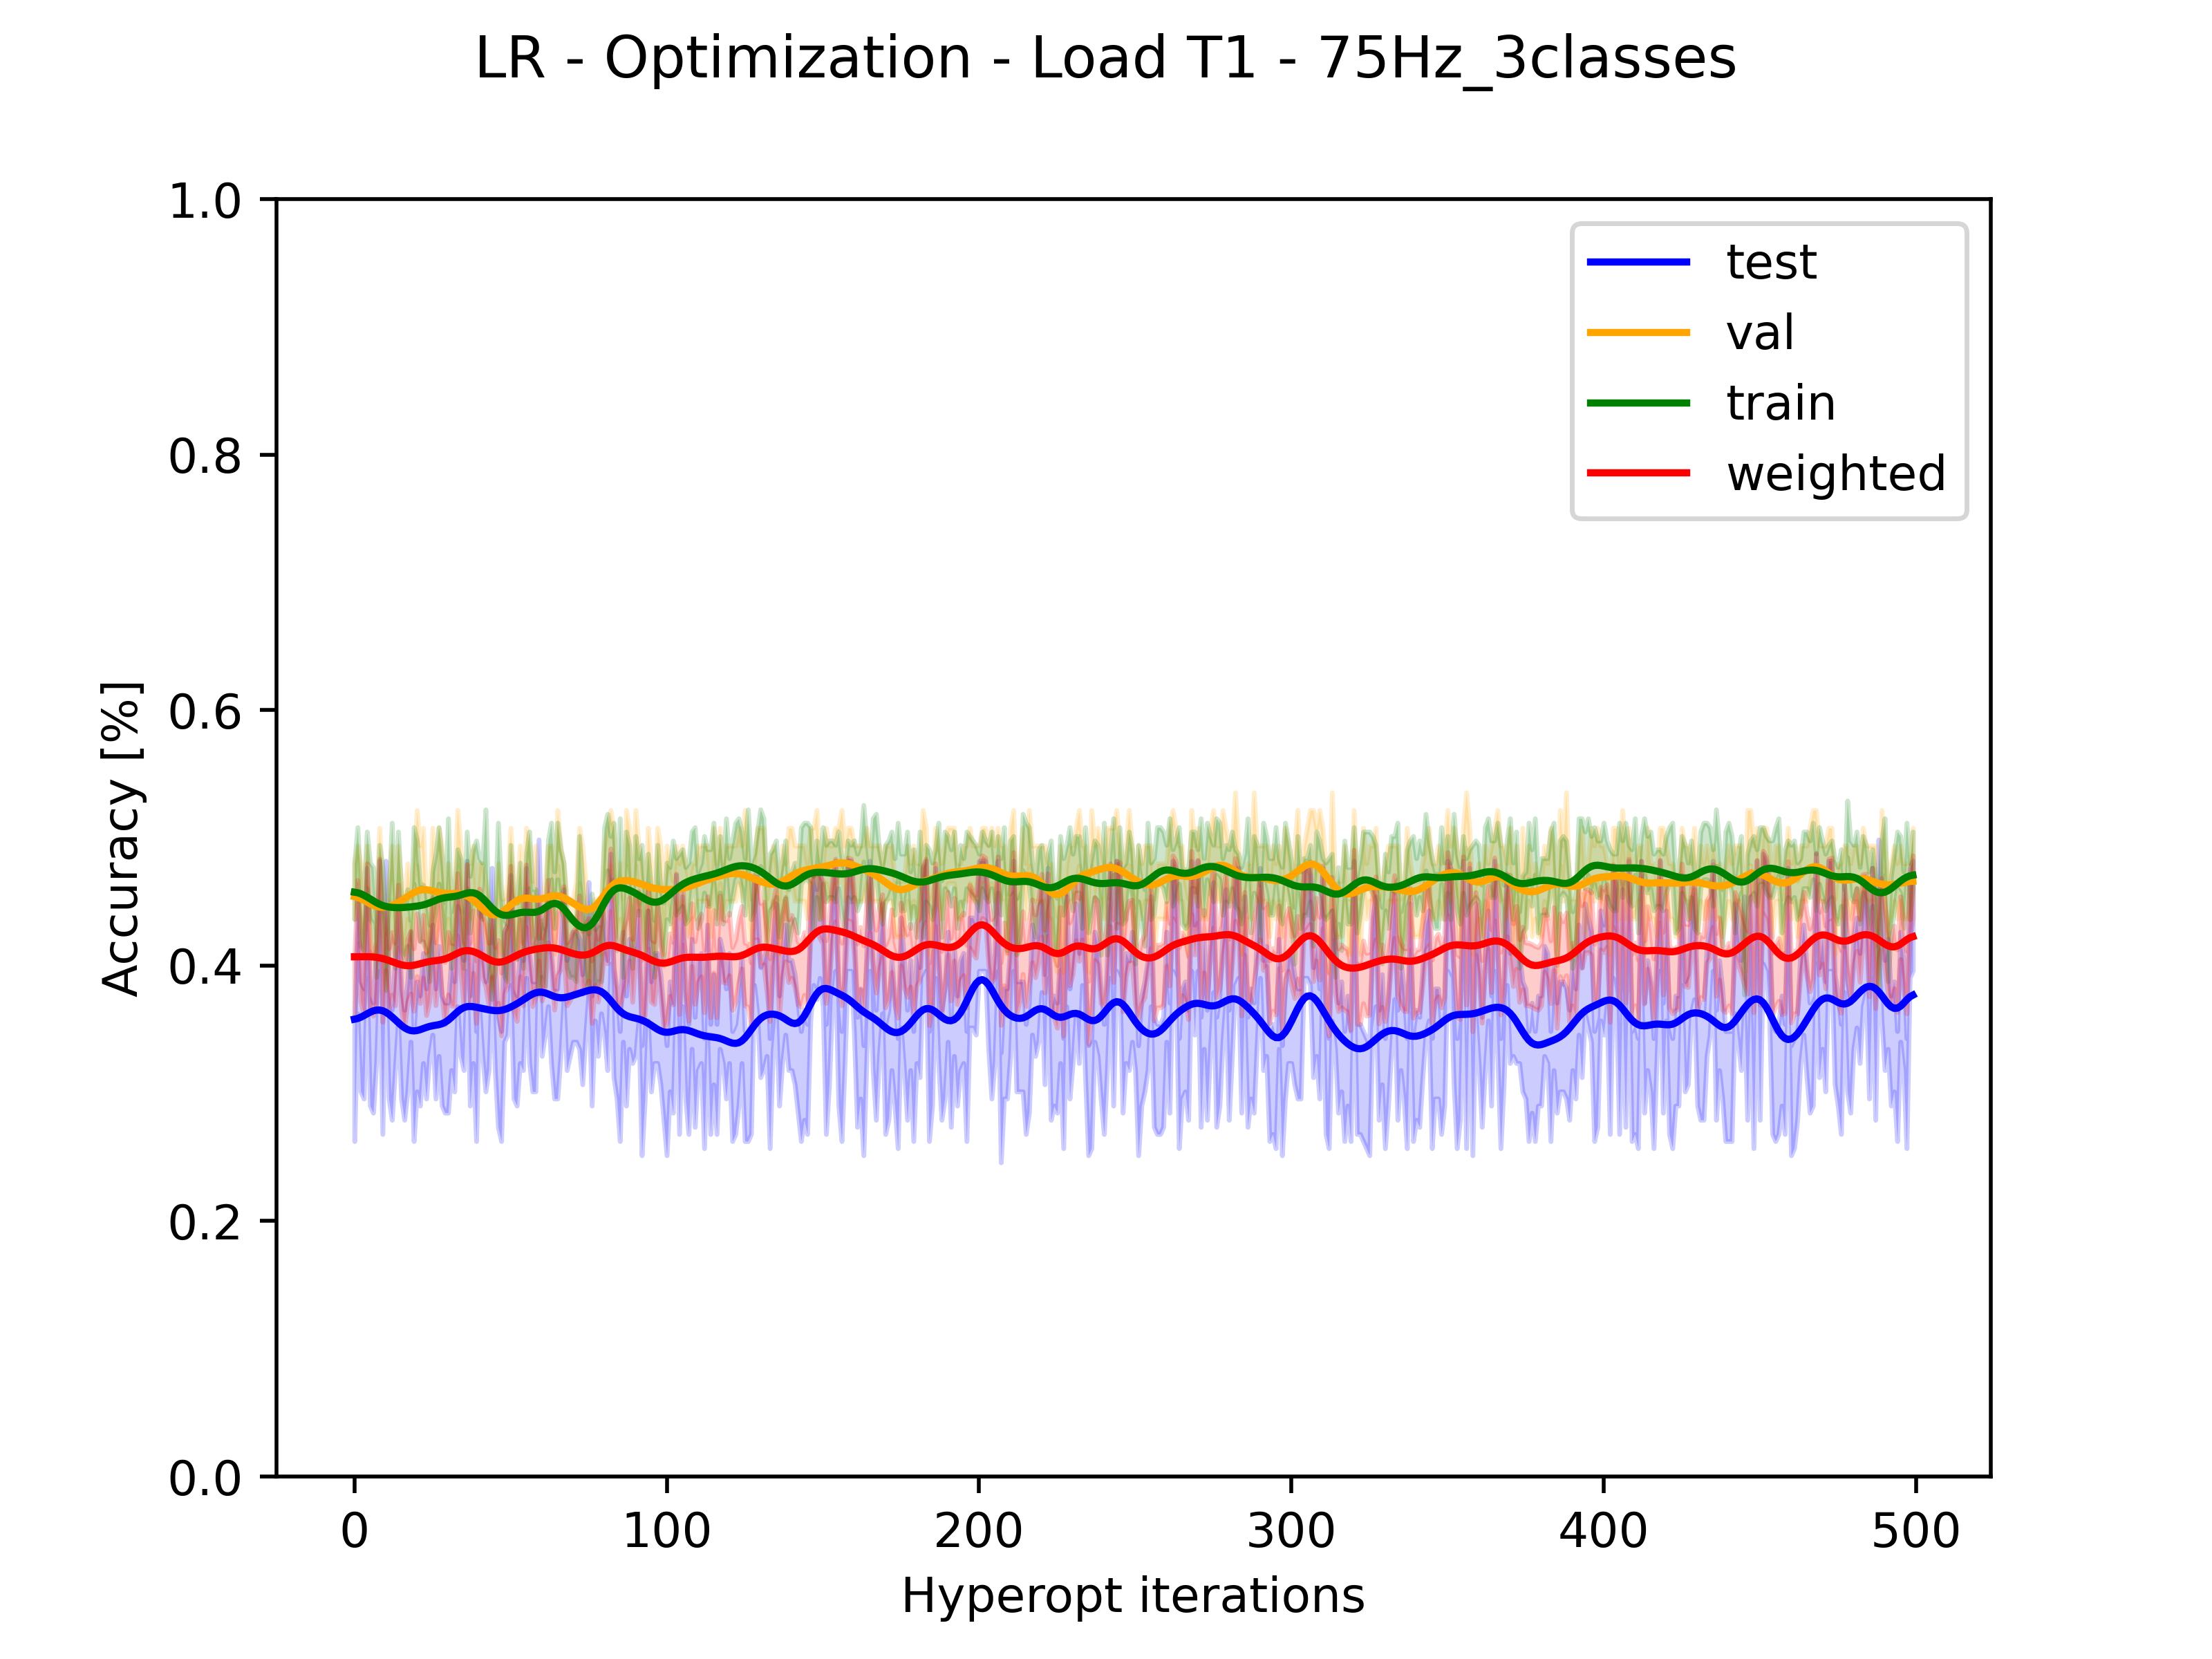 LR - Optimization - Load T1 - 75Hz_3classes
1.0
0.8
0.6
0.4
0.2
0.0
Accuracy [%]
test
val
train
weighted
0 100 200 300 400 500
Hyperopt iterations